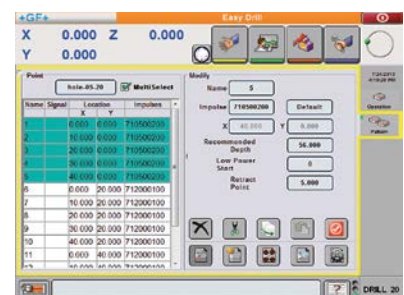 +GF+ Easy Drill
X 0.000 Z 0.000
Y 0.000
Point
hole-05.20 MultiSelect
Name Signal Location Impulses
X Y
1 0.000 0.000 710500200
2 10.000 0.000 710500200
3 20.000 0.000 710500200
4 30.000 0.000 710500200
5 40.000 0.000 710500200
6 0.000 20.000 712000100
7 10.000 20.000 712000100
8 20.000 20.000 712000100
9 30.000 20.000 712000100
10 40.000 20.000 712000100
11 0.000 40.000 712000100
Modify
Name 5
Impulse 710500200 Default
X 40.000 Y 0.000
Recommended Depth 56.000
Low Power Start 0
Retract Point 5.000
Operation
Pattern
? DRILL 20